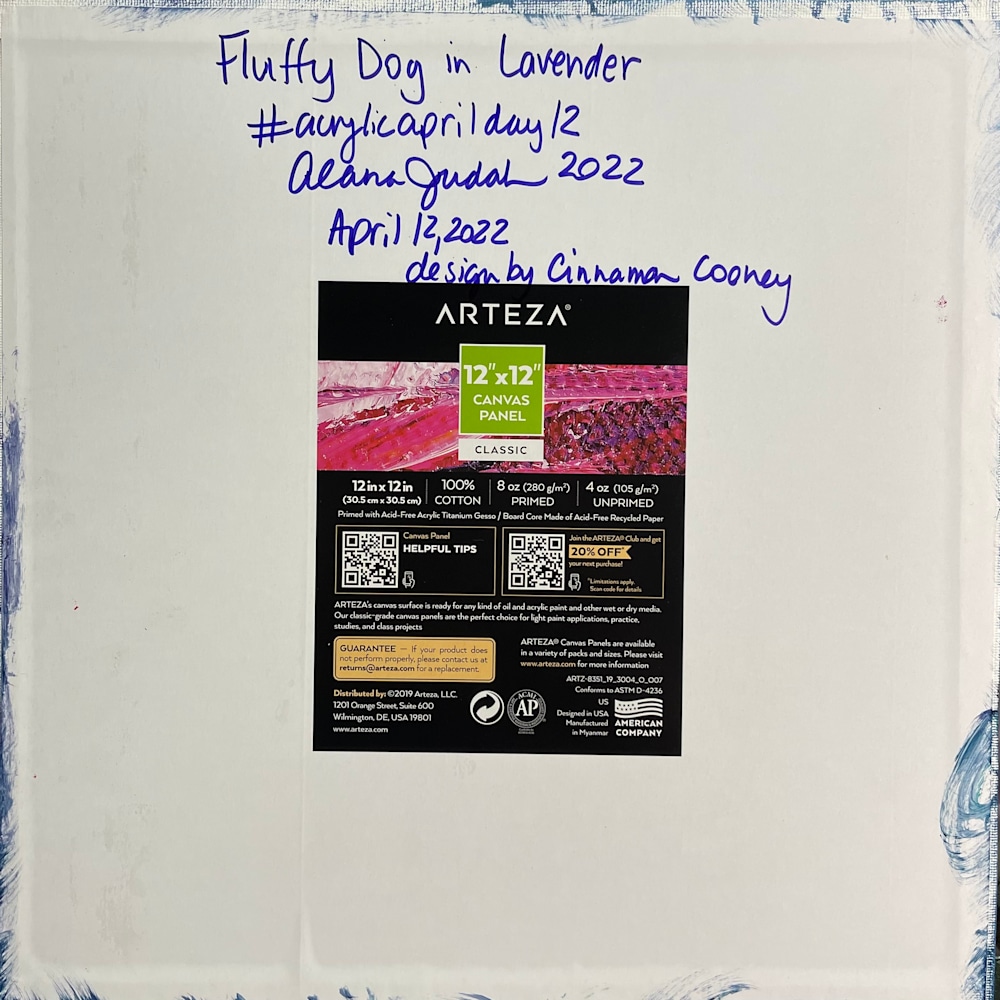 Fluffy Dog in Lavender
#acrylicaprilday12
Alana Judah 2022
April 12, 2022
design by Cinnamon Cooney
ARTEZA®
12"x12"
CANVAS
PANEL
CLASSIC
12 in x 12 in
(30.5 cm x 30.5 cm)
100%
COTTON
8 oz (280 g/m²)
PRIMED
4 oz (105 g/m²)
UNPRIMED
Primed with Acid-Free Acrylic Titanium Gesso / Board Core Made of Acid-Free Recycled Paper
Canvas Panel
HELPFUL TIPS
Join the ARTEZA® Club and get
20% OFF*
your next purchase!
*Limitations apply.
Scan code for details
ARTEZA's canvas surface is ready for any kind of oil and acrylic paint and other wet or dry media.
Our classic-grade canvas panels are the perfect choice for light paint applications, practice,
studies, and class projects
GUARANTEE — If your product does
not perform properly, please contact us at
returns@arteza.com for a replacement.
ARTEZA® Canvas Panels are available
in a variety of packs and sizes. Please visit
www.arteza.com for more information
ARTZ-8351_19_3004_O_007
Conforms to ASTM D-4236
Distributed by: ©2019 Arteza, LLC.
1201 Orange Street, Suite 600
Wilmington, DE, USA 19801
www.arteza.com
ACMI
AP
US
Designed in USA
Manufactured
in Myanmar
AMERICAN
COMPANY